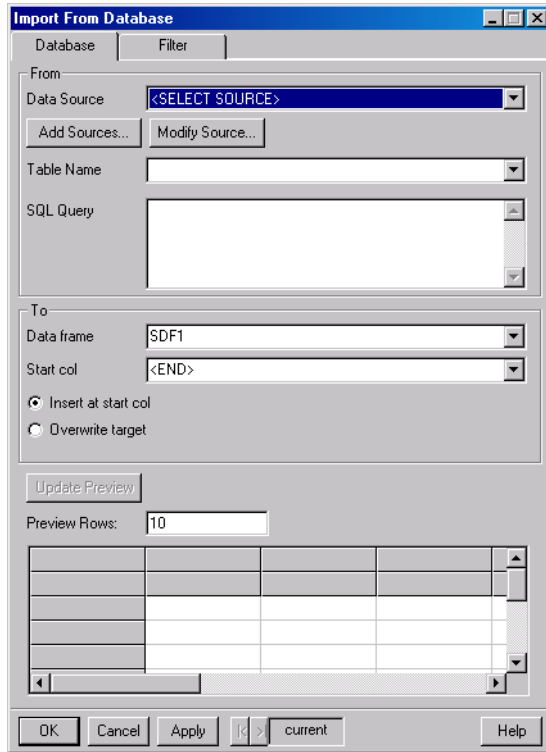 Import From Database
Database Filter
From
Data Source <SELECT SOURCE>
Add Sources... Modify Source...
Table Name
SQL Query
To
Data frame SDF1
Start col <END>
Insert at start col
Overwrite target
Update Preview
Preview Rows: 10
OK Cancel Apply current Help